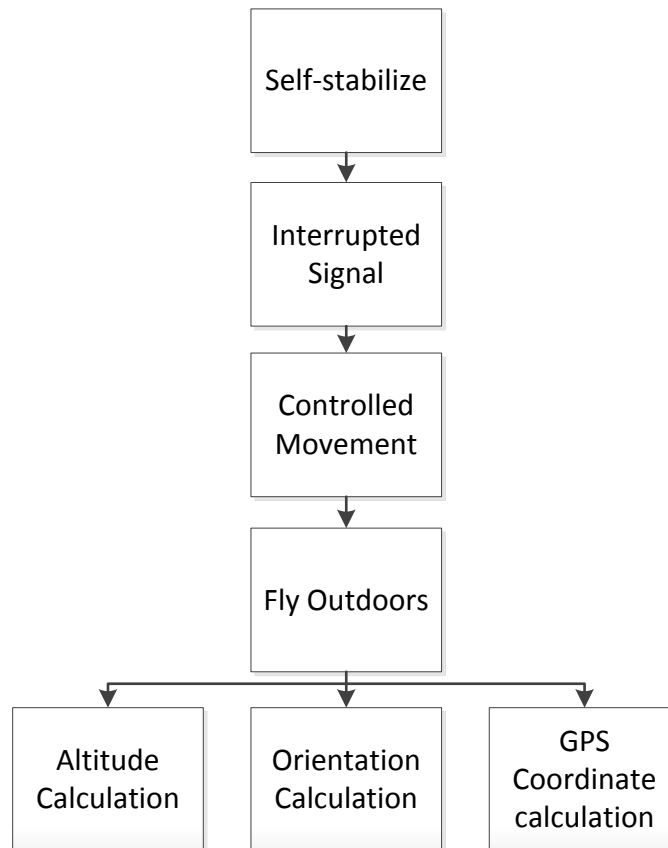 Self-stabilize
Interrupted
Signal
Controlled
Movement
Fly Outdoors
Altitude
Calculation
Orientation
Calculation
GPS
Coordinate
calculation